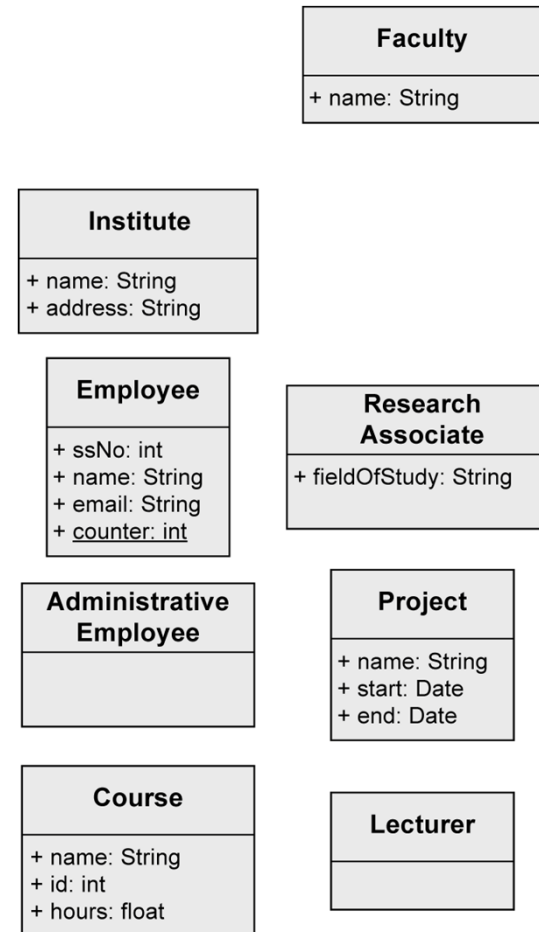 Faculty
+ name: String
Institute
+ name: String
+ address: String
Employee
+ ssNo: int
+ name: String
+ email: String
+ counter: int
Research
Associate
+ fieldOfStudy: String
Administrative
Employee
Project
+ name: String
+ start: Date
+ end: Date
Course
+ name: String
+ id: int
+ hours: float
Lecturer